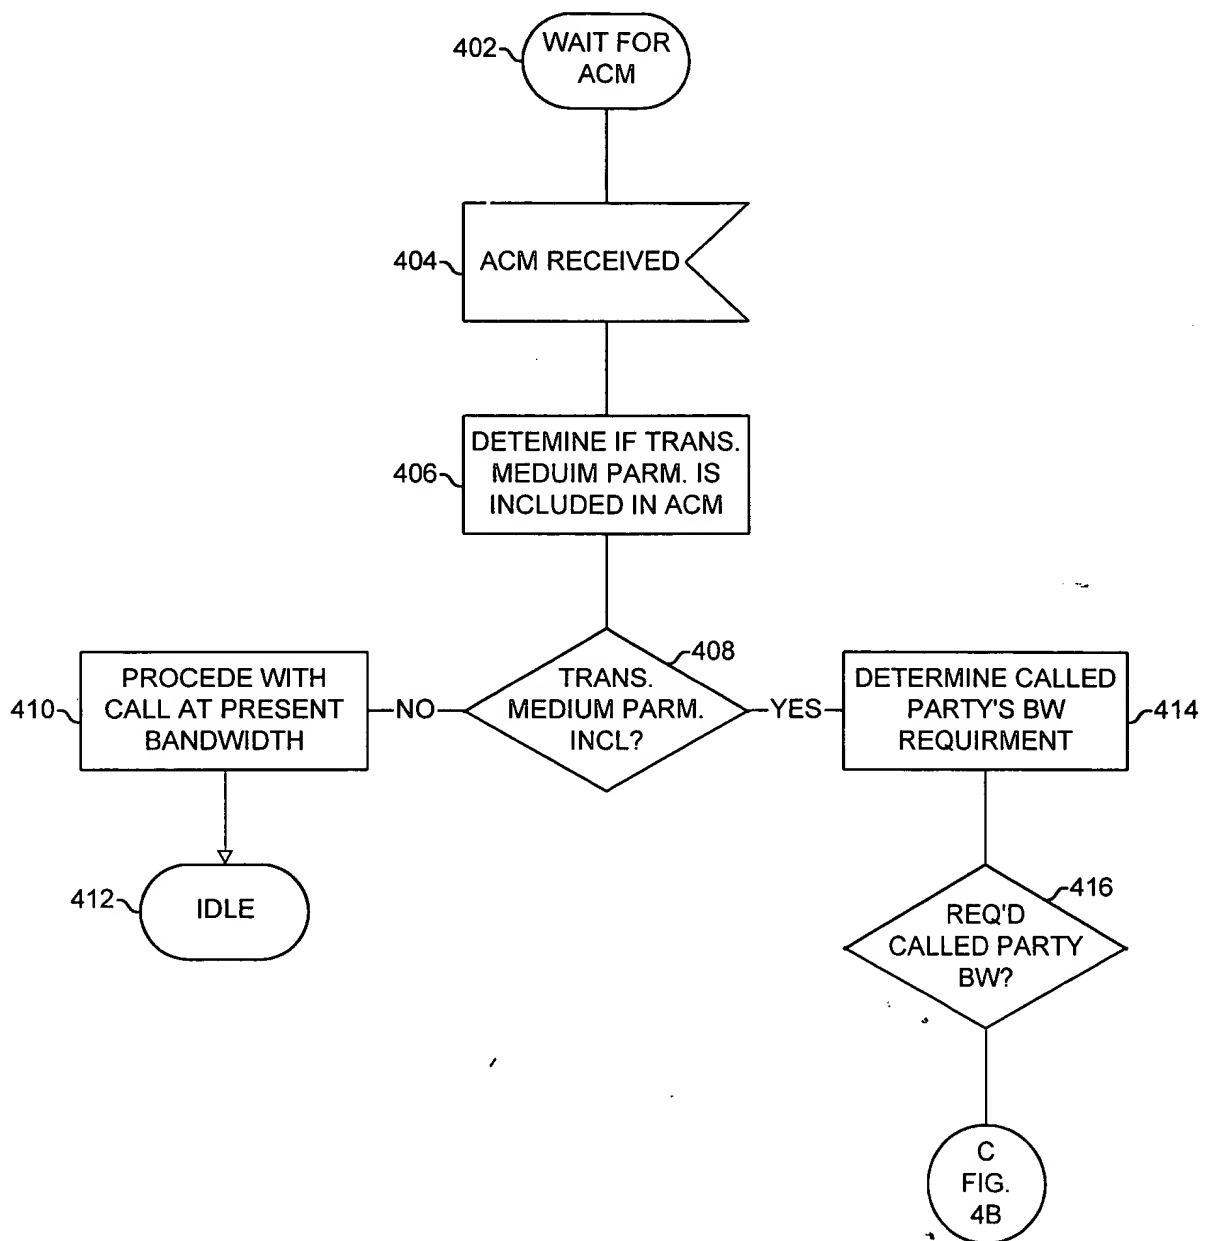 402
WAIT FOR
ACM
404
ACM RECEIVED
406
DETEMINE IF TRANS.
MEDUIM PARM. IS
INCLUDED IN ACM
408
TRANS.
MEDIUM PARM.
INCL?
NO
YES
410
PROCEDE WITH
CALL AT PRESENT
BANDWIDTH
412
IDLE
DETERMINE CALLED
PARTY'S BW
REQUIRMENT
414
416
REQ'D
CALLED PARTY
BW?
C
FIG.
4B